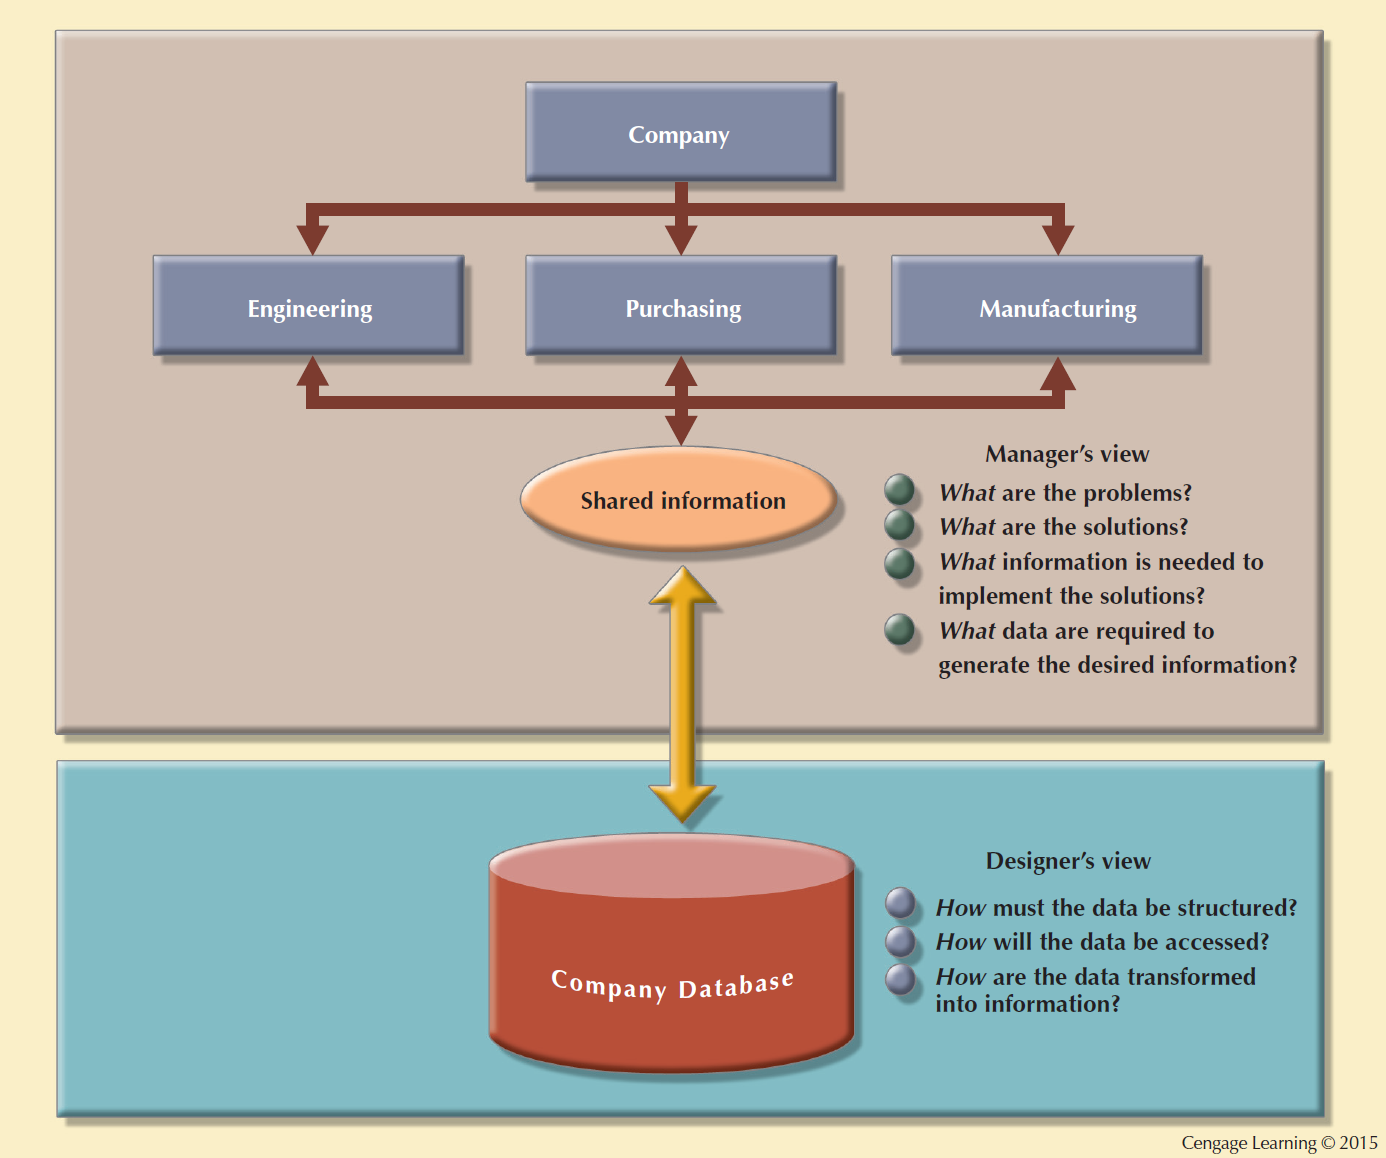 Company
Engineering
Purchasing
Manufacturing
Shared information
Manager's view
What are the problems?
What are the solutions?
What information is needed to
implement the solutions?
What data are required to
generate the desired information?
Company Database
Designer's view
How must the data be structured?
How will the data be accessed?
How are the data transformed
into information?
Cengage Learning © 2015